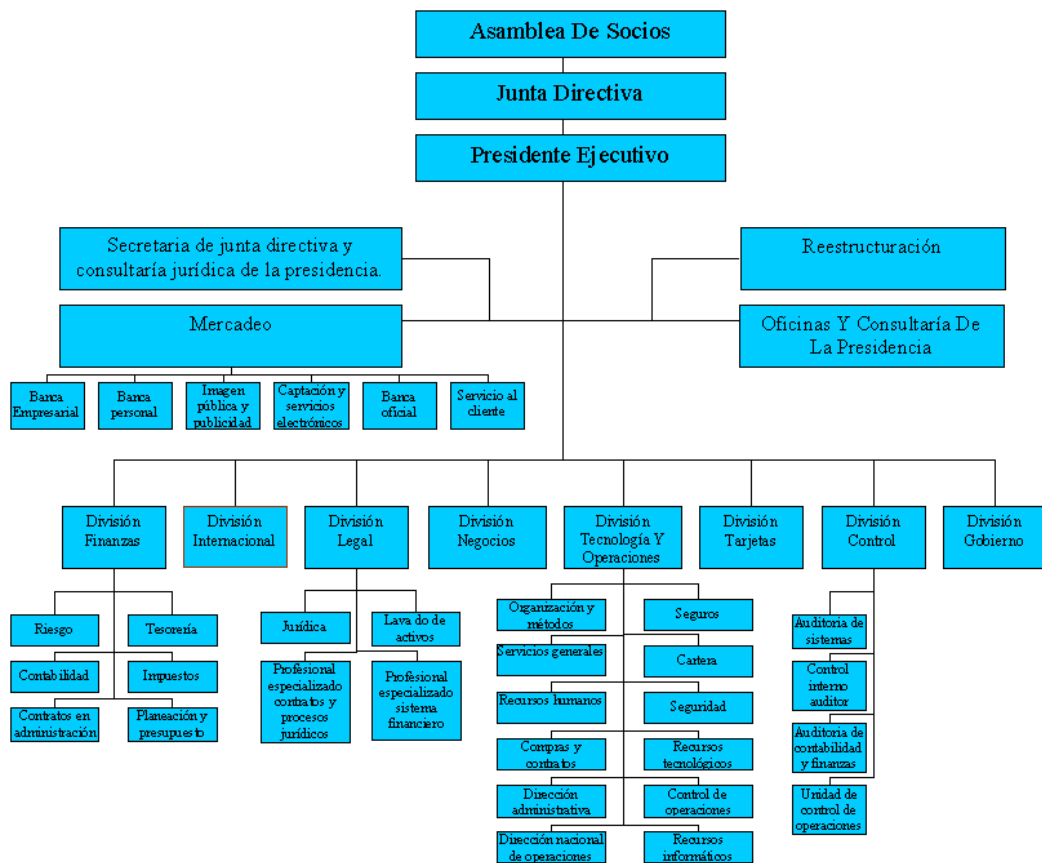 Asamblea De Socios
Junta Directiva
Presidente Ejecutivo
Secretaria de junta directiva y
consultaría jurídica de la presidencia.
Reestructuración
Mercadeo
Oficinas Y Consultaría De
La Presidencia
Banca
Empresarial
Banca
personal
Imagen
pública y
publicidad
Captación y
servicios
electrónicos
Banca
oficial
Servicio al
cliente
División
Finanzas
División
Internacional
División
Legal
División
Negocios
División
Tecnología Y
Operaciones
División
Tarjetas
División
Control
División
Gobierno
Riesgo
Tesorería
Contabilidad
Impuestos
Contratos en
administración
Planeación y
presupuesto
Jurídica
Lava do de
activos
Profesional
especializado
contratos y
procesos
jurídicos
Profesional
especializado
sistema
financiero
Organización y
métodos
Seguros
Servicios generales
Cartera
Recursos humanos
Seguridad
Compras y
contratos
Recursos
tecnológicos
Dirección
administrativa
Control de
operaciones
Dirección nacional
de operaciones
Recursos
informáticos
Auditoria de
sistemas
Control
interno
auditor
Auditoria de
contabilidad
y finanzas
Unidad de
control de
operaciones